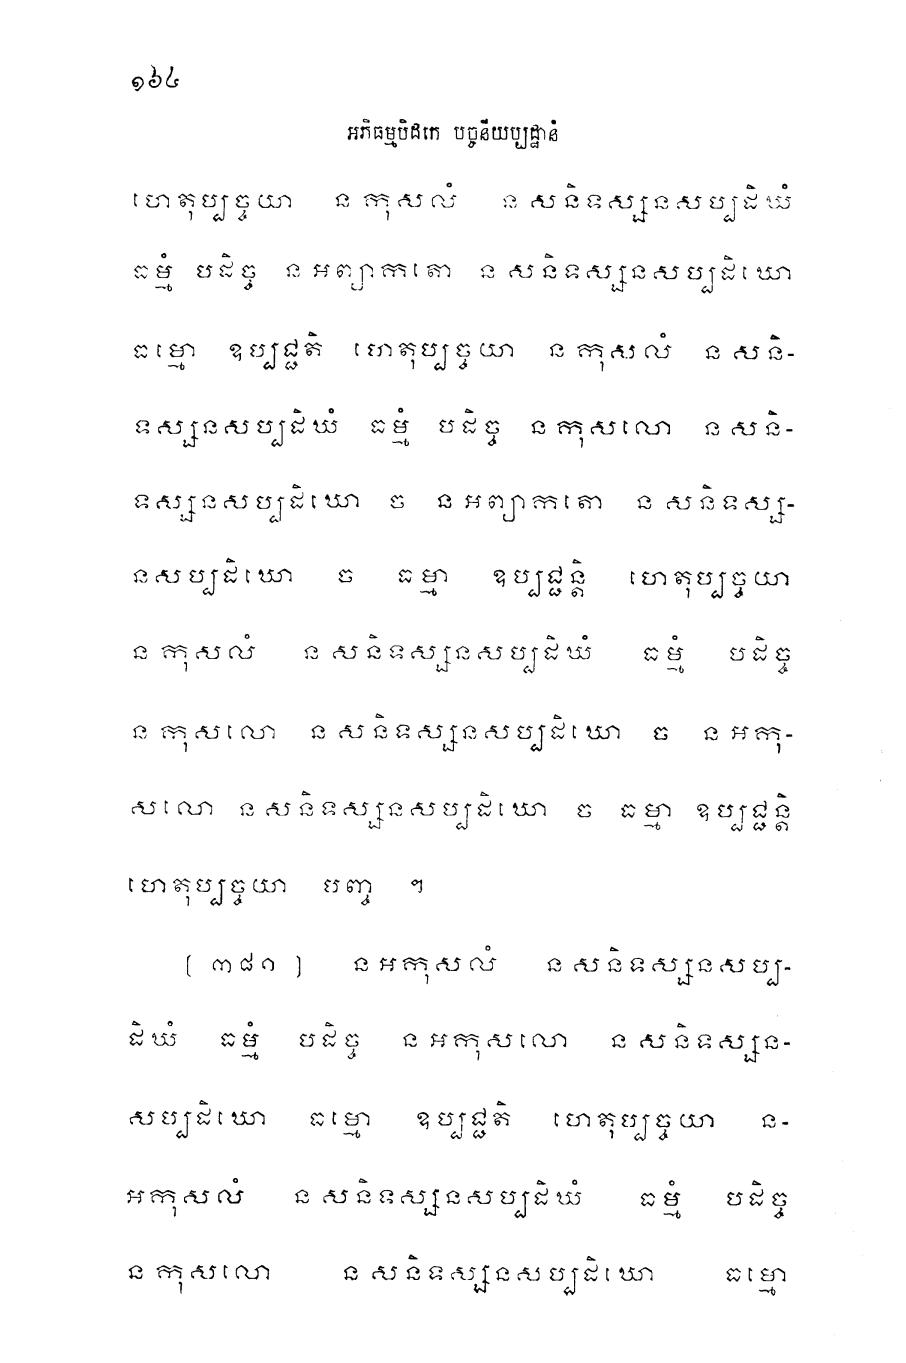 ១៦៤
អភិធម្មបិដកេ បច្ចនីយប្បដ្ឋានំ
ហេតុប្បច្ចយា ន កុសលំ ន សនិទស្សនសប្បដិឃំ
ធម្មំ បដិច្ច ន អព្យាកតោ ន សនិទស្សនសប្បដិឃោ
ធម្មោ ឧប្បជ្ជតិ ហេតុប្បច្ចយា ន កុសលំ ន សនិ-
ទស្សនសប្បដិឃំ ធម្មំ បដិច្ច ន កុសលោ ន សនិ-
ទស្សនសប្បដិឃោ ច ន អព្យាកតោ ន សនិទស្ស-
នសប្បដិឃោ ច ធម្មា ឧប្បជ្ជន្តិ ហេតុប្បច្ចយា
ន កុសលំ ន សនិទស្សនសប្បដិឃំ ធម្មំ បដិច្ច
ន កុសលោ ន សនិទស្សនសប្បដិឃោ ច ន អកុ-
សលោ ន សនិទស្សនសប្បដិឃោ ច ធម្មា ឧប្បជ្ជន្តិ
ហេតុប្បច្ចយា បញ្ច ។
[ ៣៨១ ] ន អកុសលំ ន សនិទស្សនសប្ប-
ដិឃំ ធម្មំ បដិច្ច ន អកុសលោ ន សនិទស្សន-
សប្បដិឃោ ធម្មោ ឧប្បជ្ជតិ ហេតុប្បច្ចយា ន-
អកុសលំ ន សនិទស្សនសប្បដិឃំ ធម្មំ បដិច្ច
ន កុសលោ ន សនិទស្សនសប្បដិឃោ ធម្មោ